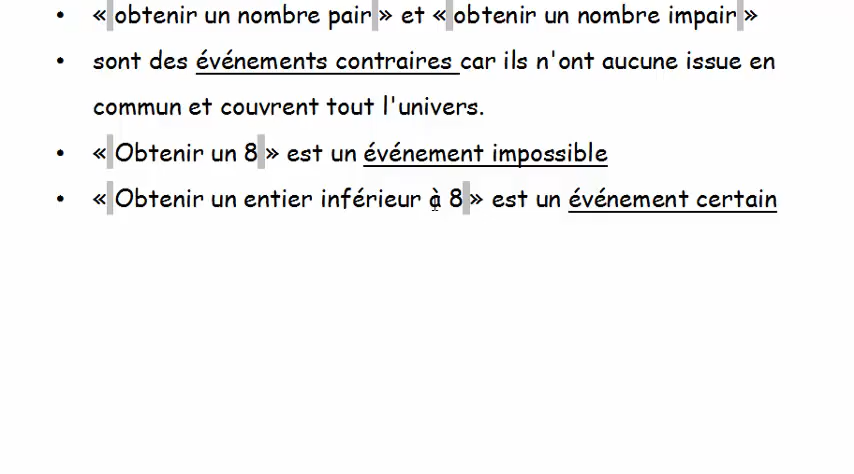 • « obtenir un nombre pair » et « obtenir un nombre impair »
• sont des événements contraires car ils n'ont aucune issue en
commun et couvrent tout l'univers.
• « Obtenir un 8 » est un événement impossible
• « Obtenir un entier inférieur à 8 » est un événement certain